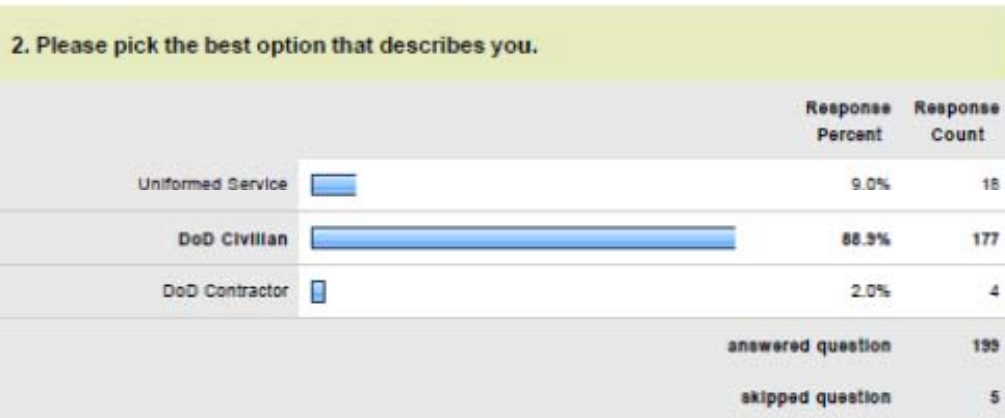 2. Please pick the best option that describes you.
Response Percent Response Count
Uniformed Service 9.0% 18
DoD Civilian 88.9% 177
DoD Contractor 2.0% 4
answered question 199
skipped question 5